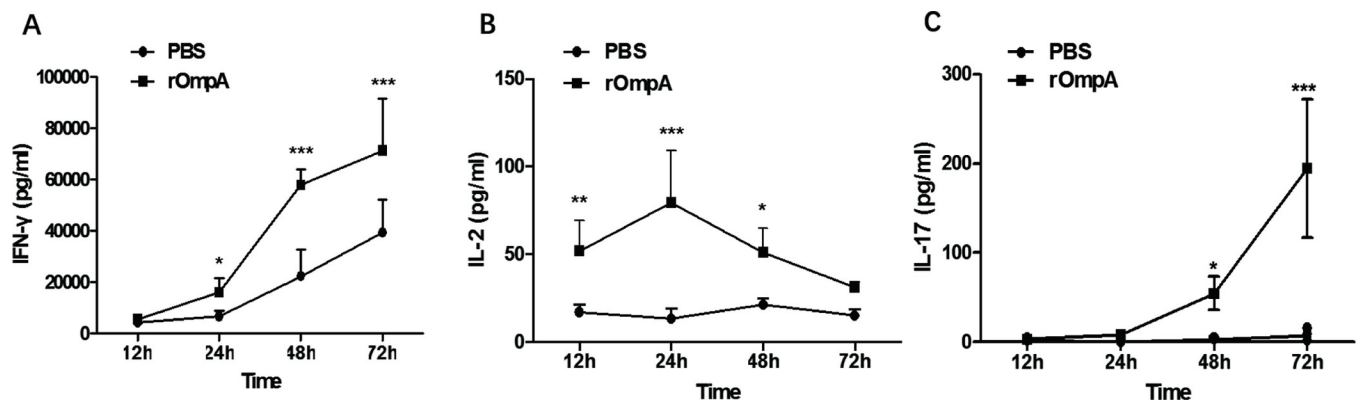 A
PBS
rOmpA
100000
80000
60000
40000
20000
0
IFN-γ (pg/ml)
*
***
***
12h 24h 48h 72h
Time
B
PBS
rOmpA
150
100
50
0
IL-2 (pg/ml)
**
***
*
12h 24h 48h 72h
Time
C
PBS
rOmpA
300
200
100
0
IL-17 (pg/ml)
*
***
12h 24h 48h 72h
Time